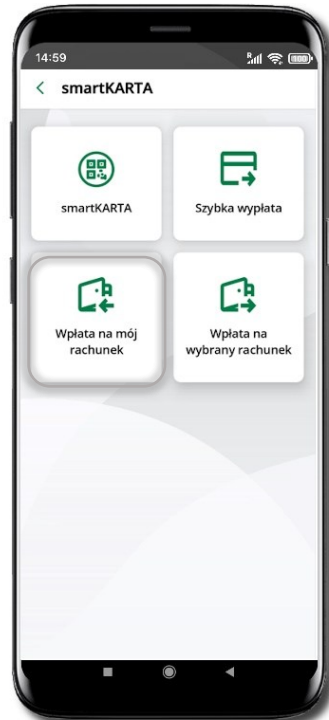 14:59
smartKARTA
smartKARTA
Szybka wypłata
Wpłata na mój
rachunek
Wpłata na
wybrany rachunek